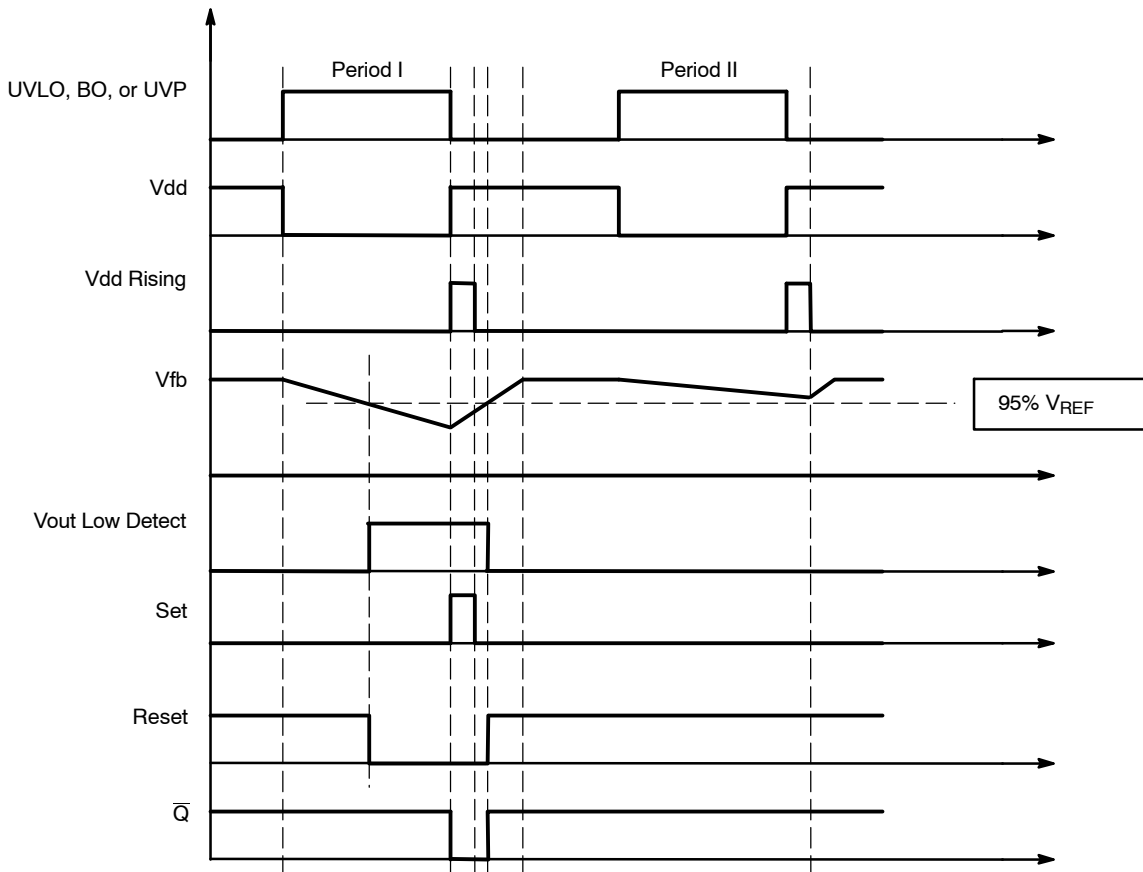 Period I
Period II
UVLO, BO, or UVP
Vdd
Vdd Rising
Vfb
95% VREF
Vout Low Detect
Set
Reset
Q̅